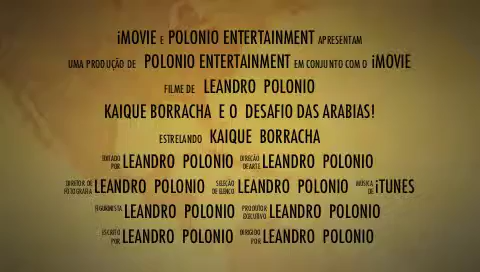 iMOVIE E POLONIO ENTERTAINMENT APRESENTAM
UMA PRODUÇÃO DE POLONIO ENTERTAINMENT EM CONJUNTO COM O iMOVIE
FILME DE LEANDRO POLONIO
KAIQUE BORRACHA E O DESAFIO DAS ARABIAS!
ESTRELANDO KAIQUE BORRACHA
EDITADO POR LEANDRO POLONIO DIREÇÃO DE ARTE LEANDRO POLONIO
DIRETOR DE FOTOGRAFIA LEANDRO POLONIO SELEÇÃO DE ELENCO LEANDRO POLONIO MÚSICA DE iTUNES
FIGURINISTA LEANDRO POLONIO PRODUTOR EXECUTIVO LEANDRO POLONIO
ESCRITO POR LEANDRO POLONIO DIRIGIDO POR LEANDRO POLONIO